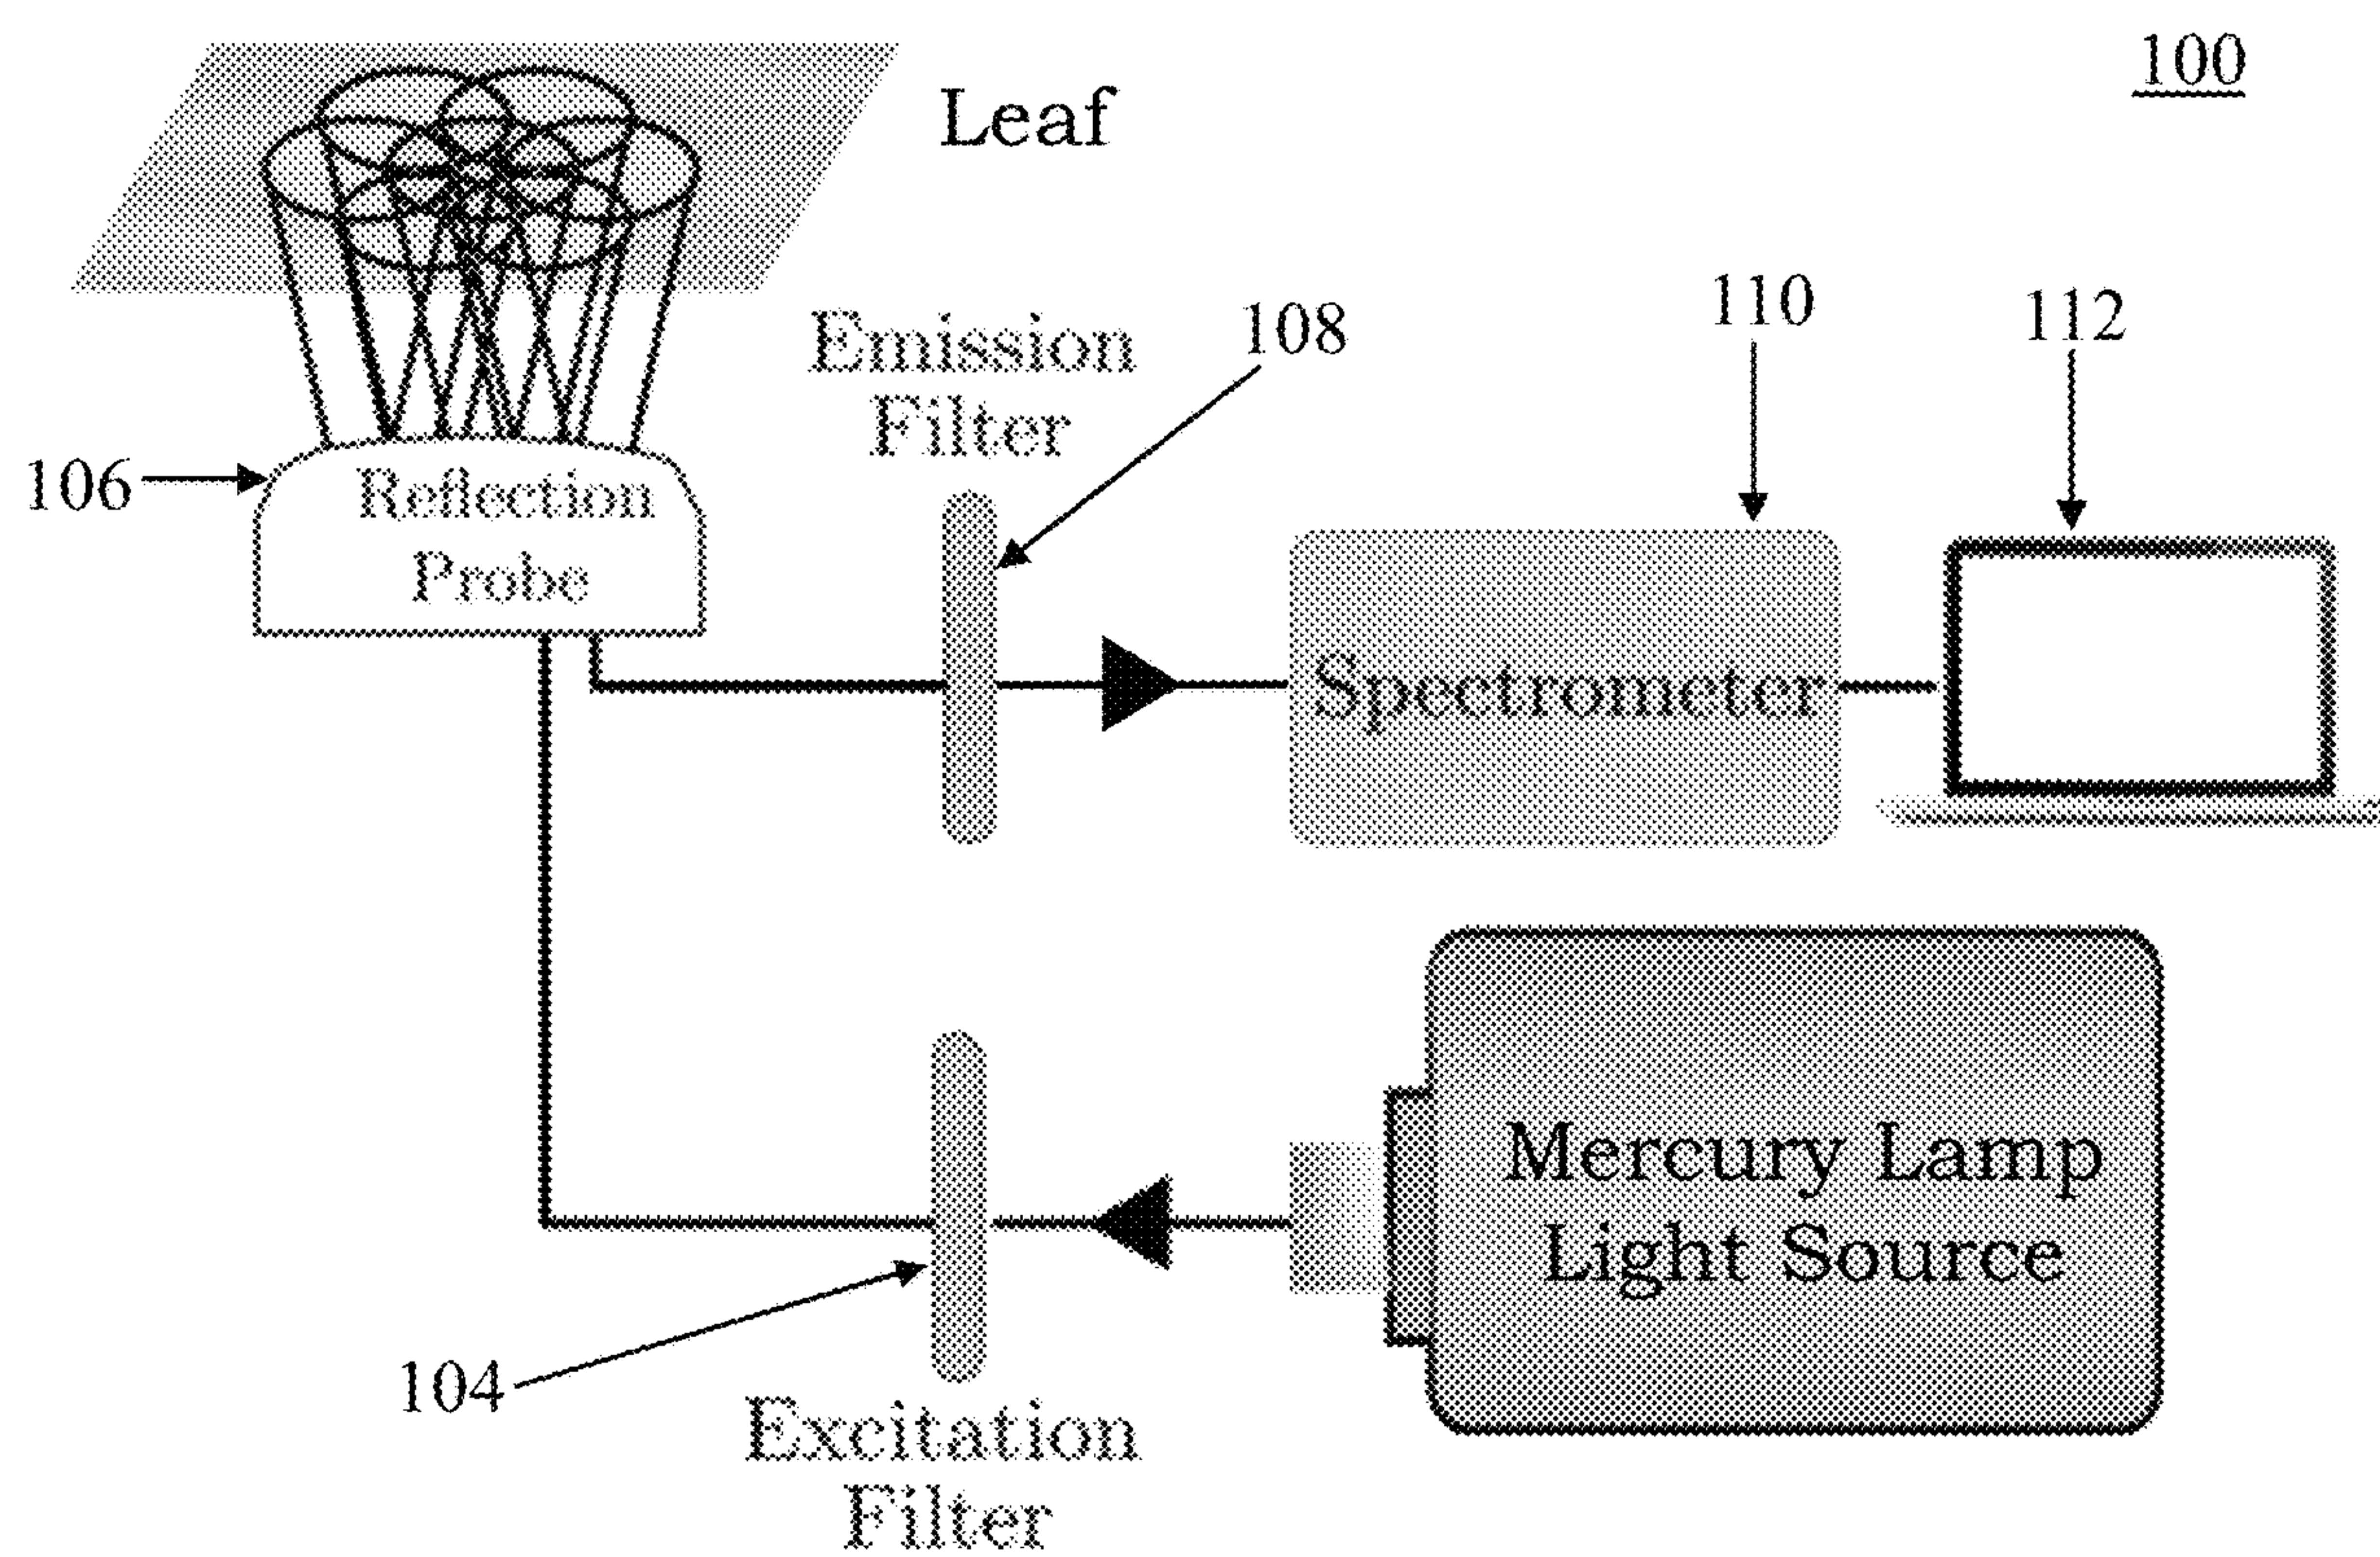 100
Leaf
Emission
Filter
108
110
112
106
Reflection
Probe
Spectrometer
Mercury Lamp
Light Source
104
Excitation
Filter